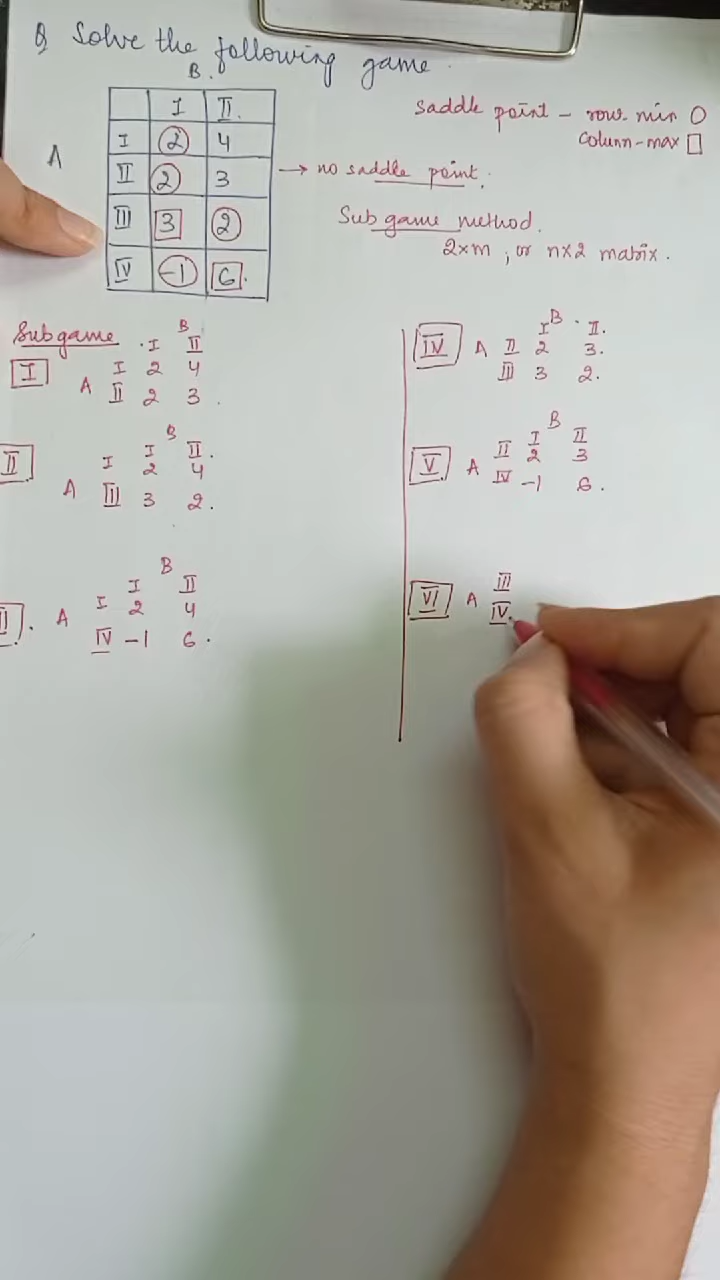 Q Solve the following game.
B.
I II.
A
I 2 4
II 2 3
III 3 2
IV -1 6.
saddle point - row-min O
column-max □
→ no saddle point.
Sub game method.
2×m, or n×2 matrix.
Subgame
B
I II
I
A
I 2 4
II 2 3.
II
B
I II.
A
I 2 4
III 3 2.
II].
B
I II
A
I 2 4
IV -1 6.
IV
B.
I II.
A
II 2 3.
III 3 2.
V
B
I II
A
II 2 3
IV -1 6.
VI
A
III
IV.